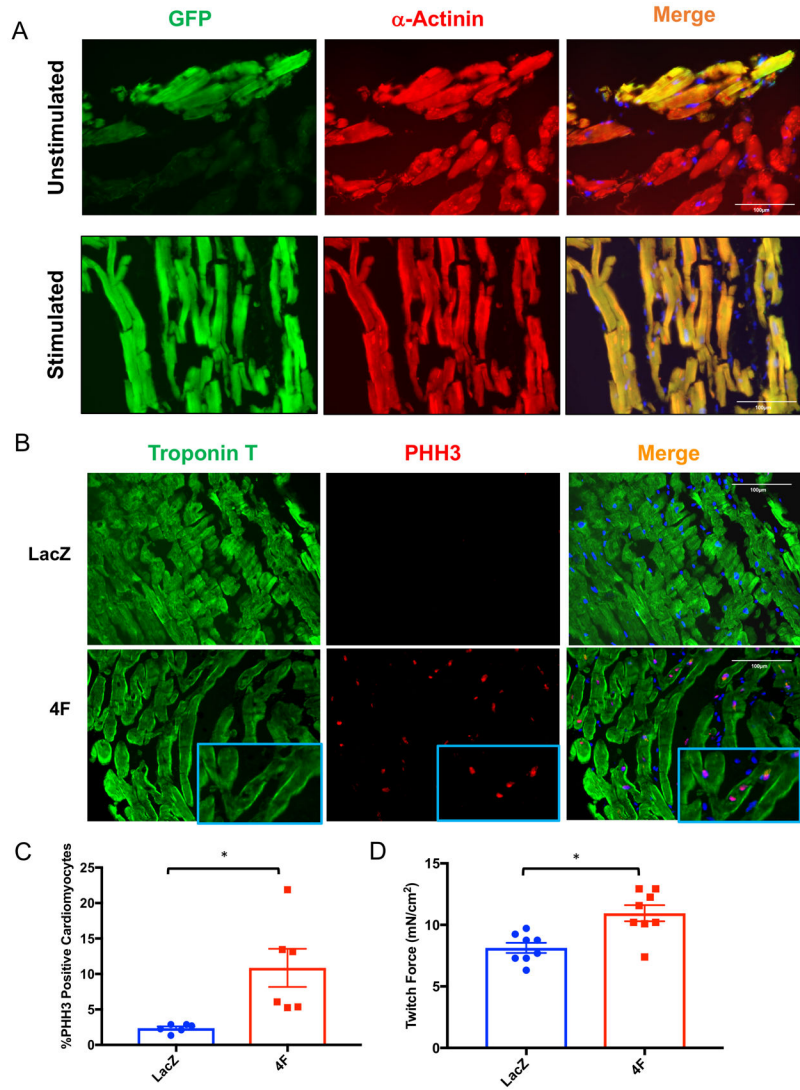 A
GFP
α-Actinin
Merge
Unstimulated
100μm
Stimulated
100μm
B
Troponin T
PHH3
Merge
LacZ
100μm
4F
100μm
C
%PHH3 Positive Cardiomyocytes
25
20
15
10
5
0
*
LacZ
4F
D
Twitch Force (mN/cm²)
15
10
5
0
*
LacZ
4F